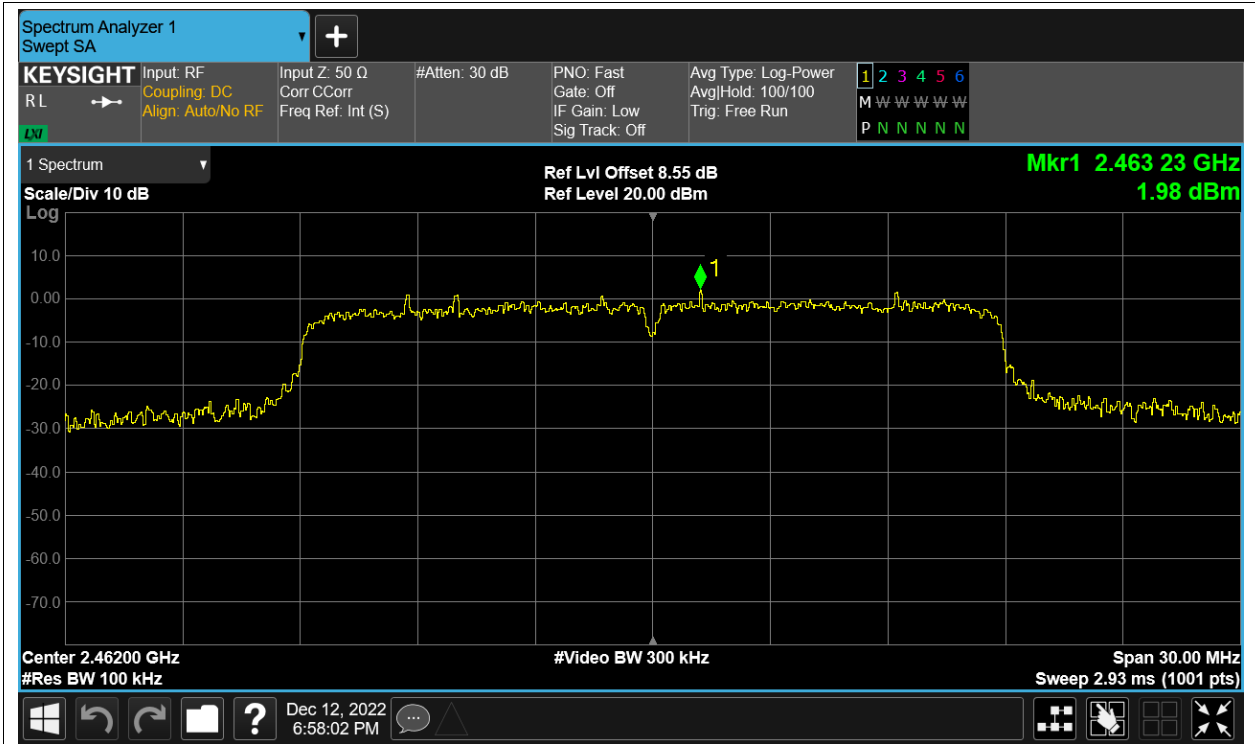 Spectrum Analyzer 1
Swept SA
KEYSIGHT
RL
LXI
Input: RF
Coupling: DC
Align: Auto/No RF
Input Z: 50 Ω
Corr CCorr
Freq Ref: Int (S)
#Atten: 30 dB
PNO: Fast
Gate: Off
IF Gain: Low
Sig Track: Off
Avg Type: Log-Power
Avg|Hold: 100/100
Trig: Free Run
1 2 3 4 5 6
M W W W W W W
P N N N N N N
1 Spectrum
Scale/Div 10 dB
Log
Ref Lvl Offset 8.55 dB
Ref Level 20.00 dBm
Mkr1 2.463 23 GHz
1.98 dBm
1
10.0
0.00
-10.0
-20.0
-30.0
-40.0
-50.0
-60.0
-70.0
Center 2.46200 GHz
#Res BW 100 kHz
#Video BW 300 kHz
Span 30.00 MHz
Sweep 2.93 ms (1001 pts)
?
Dec 12, 2022
6:58:02 PM